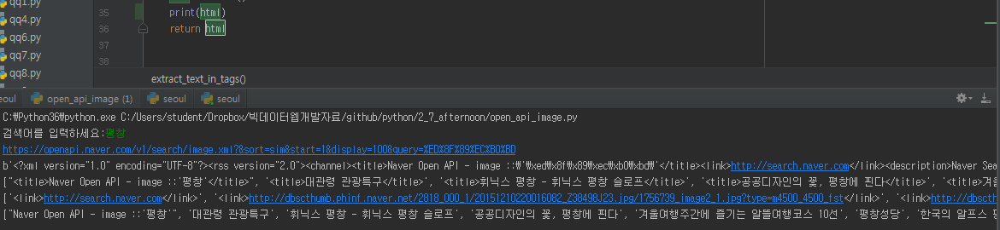 qq1.py
qq4.py
qq6.py
qq7.py
qq8.py
35 print(html)
36 return html
37
38
extract_text_in_tags()
seoul open_api_image (1) seoul seoul
C:\Python36\python.exe C:/Users/student/Dropbox/빅데이터웹개발자료/github/python/2_7_afternoon/open_api_image.py
검색어를 입력하세요:평창
https://openapi.naver.com/v1/search/image.xml?&sort=sim&start=1&display=100&query=%ED%8F%89%EC%B0%BD
b'<?xml version="1.0" encoding="UTF-8"?><rss version="2.0"><channel><title>Naver Open API - image ::\'\xed\x8f\x89\xec\xb0\xbd\'</title><link>http://search.naver.com</link><description>Naver Sea
["<title>Naver Open API - image ::'평창'</title>", '<title>대관령 관광특구</title>', '<title>휘닉스 평창 - 휘닉스 평창 슬로프</title>', '<title>공공디자인의 꽃, 평창에 핀다</title>', '<title>겨울
['<link>http://search.naver.com</link>', '<link>http://dbscthumb.phinf.naver.net/2818_000_1/20151210220016082_Z38498J23.jpg/1756739_image2_1.jpg?type=m4500_4500_fst</link>', '<link>http://dbscth
["Naver Open API - image ::'평창'", '대관령 관광특구', '휘닉스 평창 - 휘닉스 평창 슬로프', '공공디자인의 꽃, 평창에 핀다', '겨울여행주간에 즐기는 알뜰여행코스 10선', '평창성당', '한국의 알프스